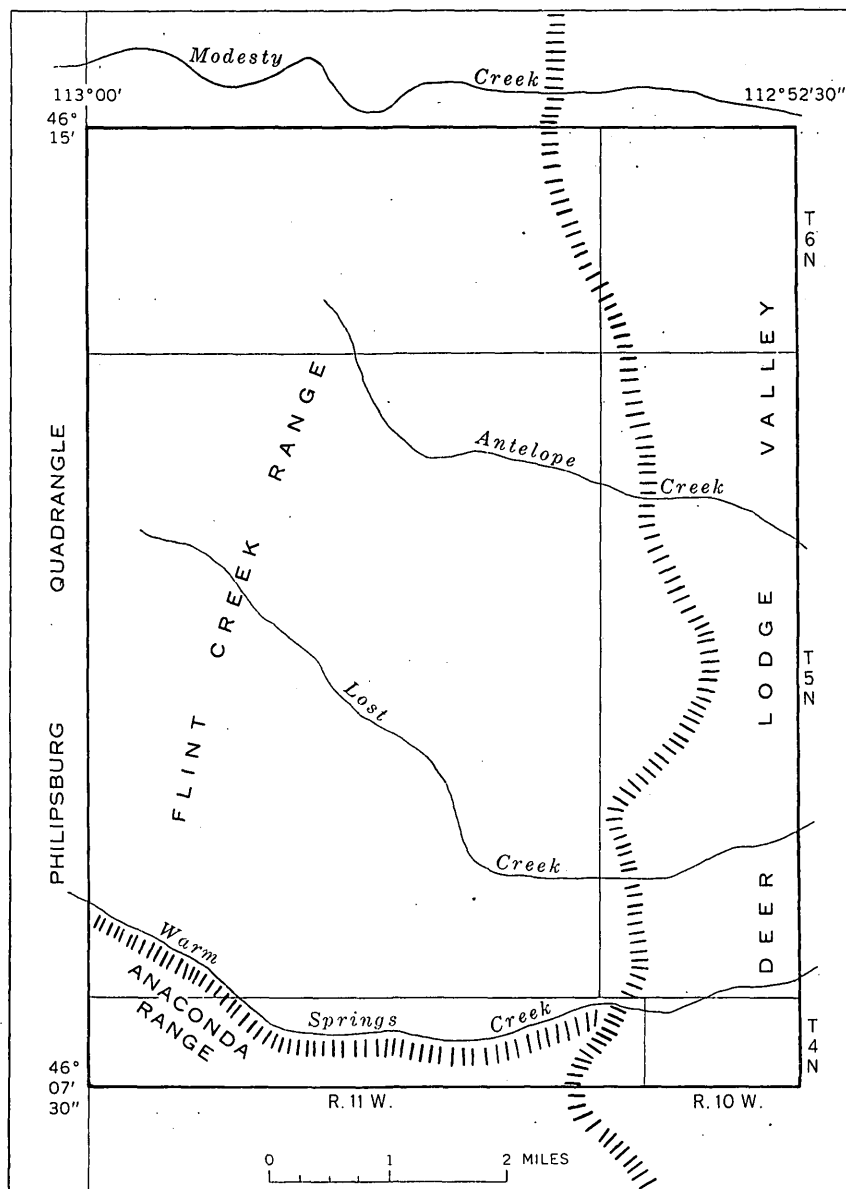 Modesty Creek
113°00' 112°52'30"
46°
15'
T
6
N
FLINT CREEK RANGE
Antelope Creek
DEER LODGE VALLEY
PHILIPSBURG QUADRANGLE
T
5
N
Lost Creek
Warm Springs Creek
ANACONDA
RANGE
T
4
N
46°
07'
30"
R. 11 W. R. 10 W.
0 1 2 MILES